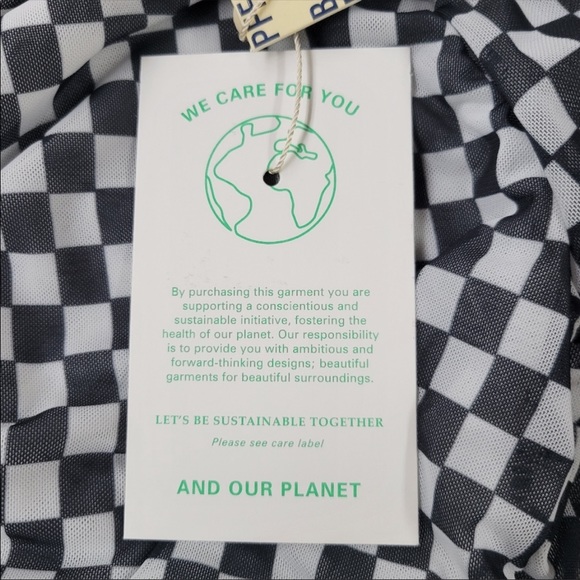 WE CARE FOR YOU
By purchasing this garment you are
supporting a conscientious and
sustainable initiative, fostering the
health of our planet. Our responsibility
is to provide you with ambitious and
forward-thinking designs; beautiful
garments for beautiful surroundings.
LET'S BE SUSTAINABLE TOGETHER
Please see care label
AND OUR PLANET